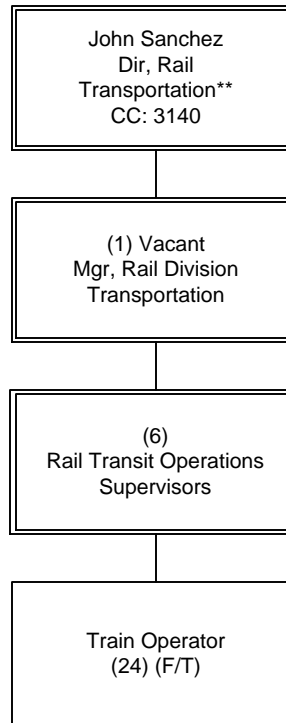 John Sanchez
Dir, Rail
Transportation**
CC: 3140
(1) Vacant
Mgr, Rail Division
Transportation
(6)
Rail Transit Operations
Supervisors
Train Operator
(24) (F/T)